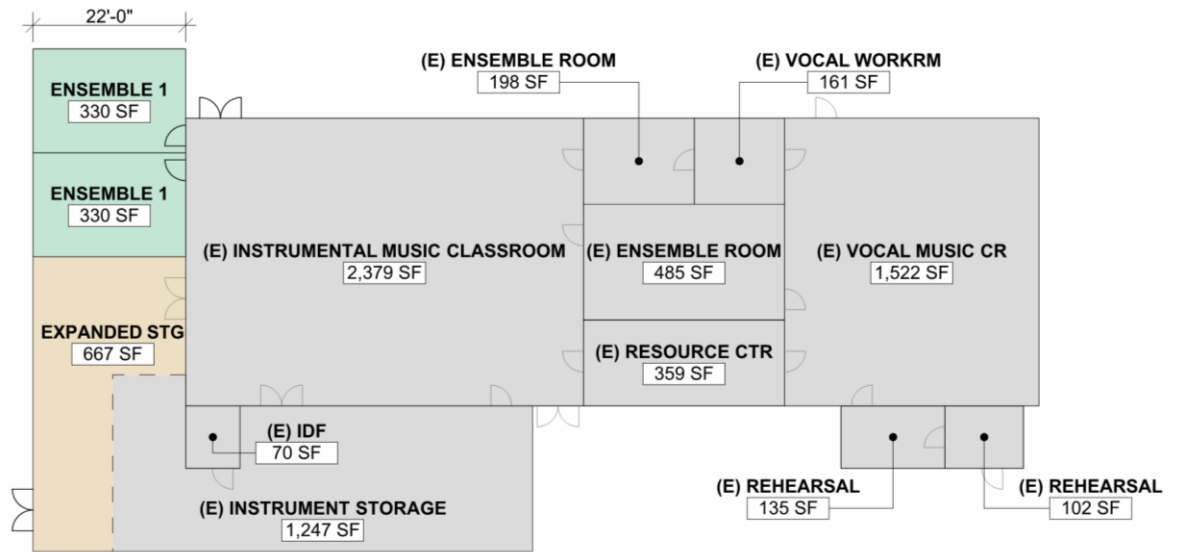 22'-0"
(E) ENSEMBLE ROOM
198 SF
(E) VOCAL WORKRM
161 SF
ENSEMBLE 1
330 SF
ENSEMBLE 1
330 SF
(E) INSTRUMENTAL MUSIC CLASSROOM
2,379 SF
(E) ENSEMBLE ROOM
485 SF
(E) VOCAL MUSIC CR
1,522 SF
EXPANDED STG
667 SF
(E) RESOURCE CTR
359 SF
(E) IDF
70 SF
(E) INSTRUMENT STORAGE
1,247 SF
(E) REHEARSAL
135 SF
(E) REHEARSAL
102 SF